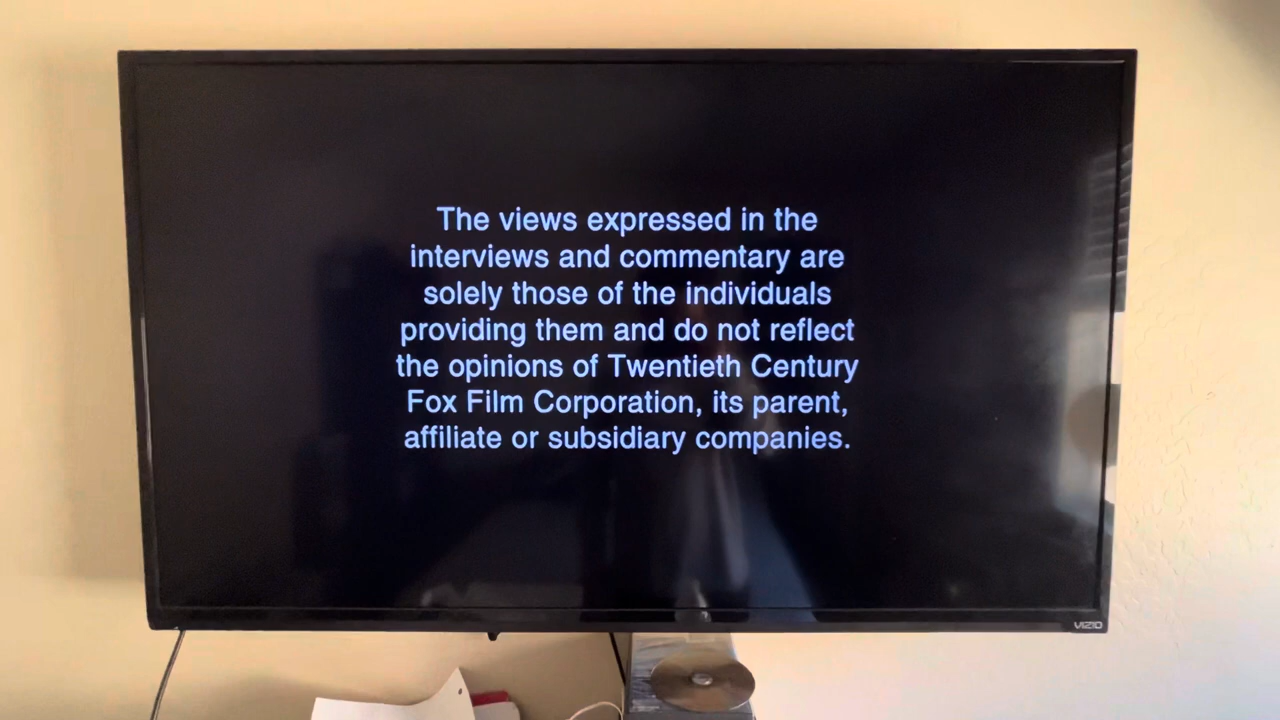 The views expressed in the
interviews and commentary are
solely those of the individuals
providing them and do not reflect
the opinions of Twentieth Century
Fox Film Corporation, its parent,
affiliate or subsidiary companies.
VIZIO